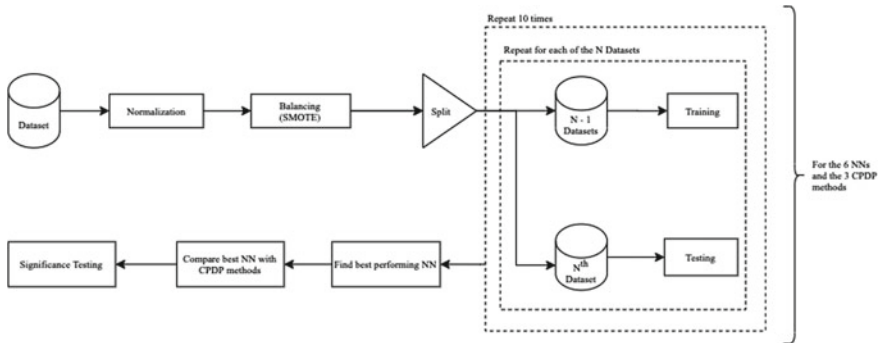 Repeat 10 times
Repeat for each of the N Datasets
Dataset
Normalization
Balancing
(SMOTE)
Split
N - 1
Datasets
Training
For the 6 NNs
and the 3 CPDP
methods
Significance Testing
Compare best NN with
CPDP methods
Find best performing NN
Nth
Dataset
Testing